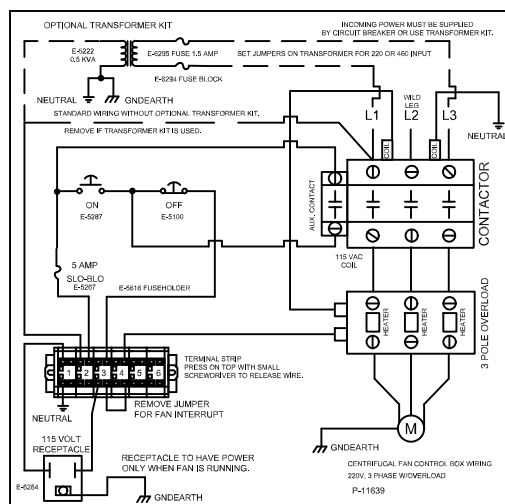 OPTIONAL TRANSFORMER KIT
INCOMING POWER MUST BE SUPPLIED
BY CIRCUIT BREAKER OR USE TRANSFORMER KIT.
E-6222
0.5 KVA
E-6295 FUSE 1.5 AMP
SET JUMPERS ON TRANSFORMER FOR 220 OR 460 INPUT
E-6294 FUSE BLOCK
NEUTRAL
GNDEARTH
WILD
LEG
L1
L2
L3
NEUTRAL
STANDARD WIRING WITHOUT OPTIONAL TRANSFORMER KIT.
REMOVE IF TRANSFORMER KIT IS USED.
COIL
COIL
AUX. CONTACT
CONTACTOR
ON
E-5287
OFF
E-5100
115 VAC
COIL
5 AMP
SLO-BLO
E-5267
E-5616 FUSEHOLDER
HEATER
HEATER
HEATER
3 POLE OVERLOAD
1 2 3 4 5 6
TERMINAL STRIP
PRESS ON TOP WITH SMALL
SCREWDRIVER TO RELEASE WIRE.
NEUTRAL
REMOVE JUMPER
FOR FAN INTERRUPT
115 VOLT
RECEPTACLE
M
GNDEARTH
RECEPTACLE TO HAVE POWER
ONLY WHEN FAN IS RUNNING.
E-6264
GNDEARTH
CENTRIFUGAL FAN CONTROL BOX WIRING
220V, 3 PHASE W/OVERLOAD
P-11639